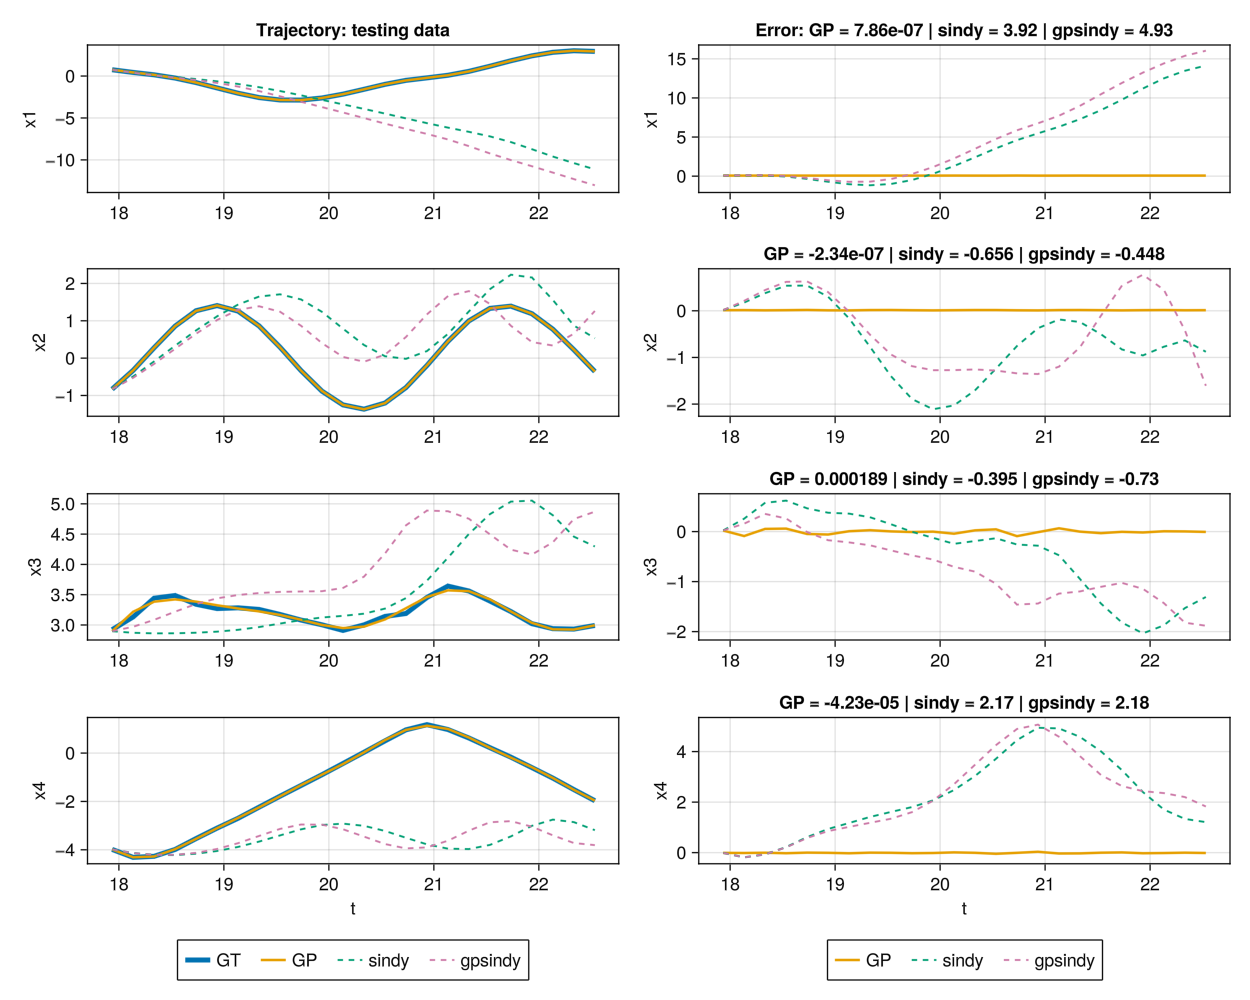 Trajectory: testing data
x1
0
−5
−10
18 19 20 21 22
Error: GP = 7.86e-07 | sindy = 3.92 | gpsindy = 4.93
x1
15
10
5
0
18 19 20 21 22
x2
2
1
0
−1
18 19 20 21 22
GP = -2.34e-07 | sindy = -0.656 | gpsindy = -0.448
x2
0
−1
−2
18 19 20 21 22
x3
5.0
4.5
4.0
3.5
3.0
18 19 20 21 22
GP = 0.000189 | sindy = -0.395 | gpsindy = -0.73
x3
0
−1
−2
18 19 20 21 22
x4
0
−2
−4
18 19 20 21 22
t
GP = -4.23e-05 | sindy = 2.17 | gpsindy = 2.18
x4
4
2
0
18 19 20 21 22
t
GT GP sindy gpsindy
GP sindy gpsindy